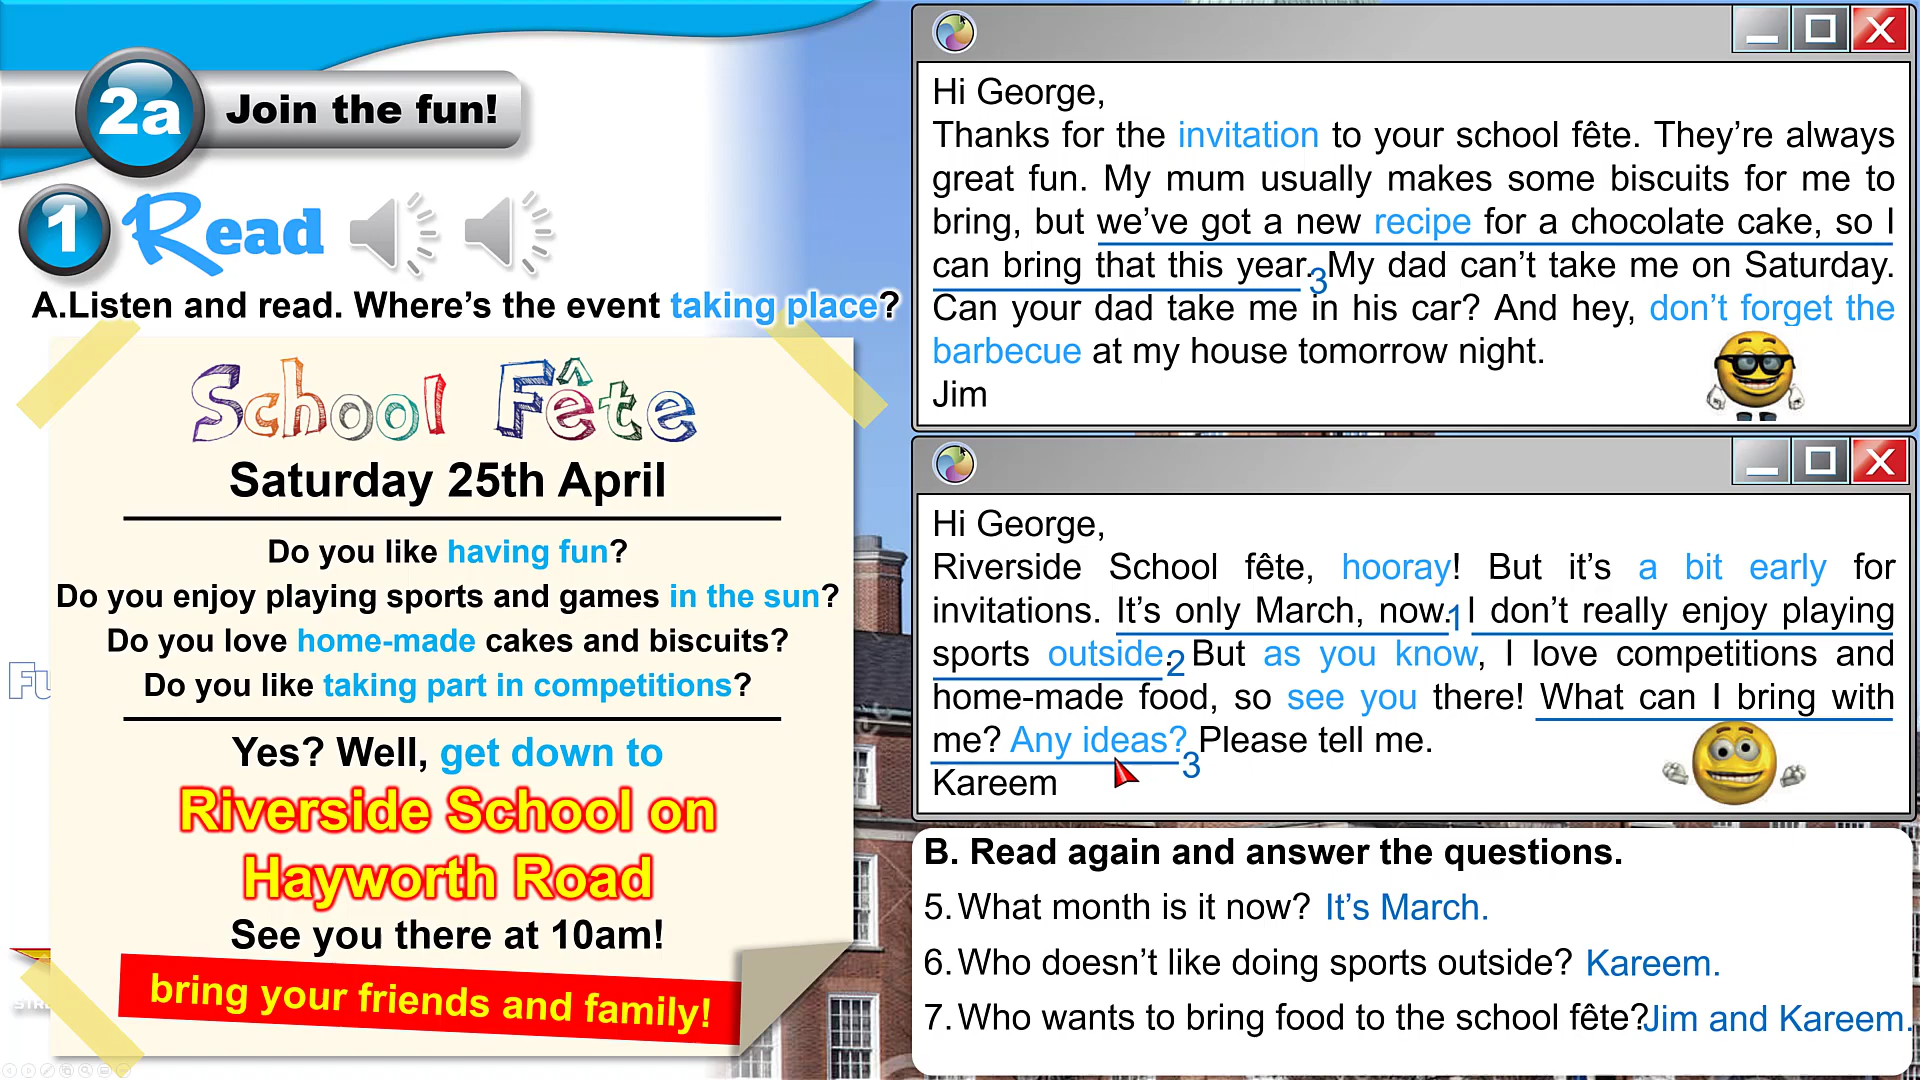 2a
Join the fun!
1 Read
A.Listen and read. Where's the event taking place?
School Fête
Saturday 25th April
Do you like having fun?
Do you enjoy playing sports and games in the sun?
Do you love home-made cakes and biscuits?
Do you like taking part in competitions?
Yes? Well, get down to
Riverside School on
Hayworth Road
See you there at 10am!
bring your friends and family!
Hi George,
Thanks for the invitation to your school fête. They're always
great fun. My mum usually makes some biscuits for me to
bring, but we've got a new recipe for a chocolate cake, so I
can bring that this year.3 My dad can't take me on Saturday.
Can your dad take me in his car? And hey, don't forget the
barbecue at my house tomorrow night.
Jim
Hi George,
Riverside School fête, hooray! But it's a bit early for
invitations. It's only March, now.1 I don't really enjoy playing
sports outside.2 But as you know, I love competitions and
home-made food, so see you there! What can I bring with
me? Any ideas?3 Please tell me.
Kareem
B. Read again and answer the questions.
5. What month is it now? It's March.
6. Who doesn't like doing sports outside? Kareem.
7. Who wants to bring food to the school fête? Jim and Kareem.